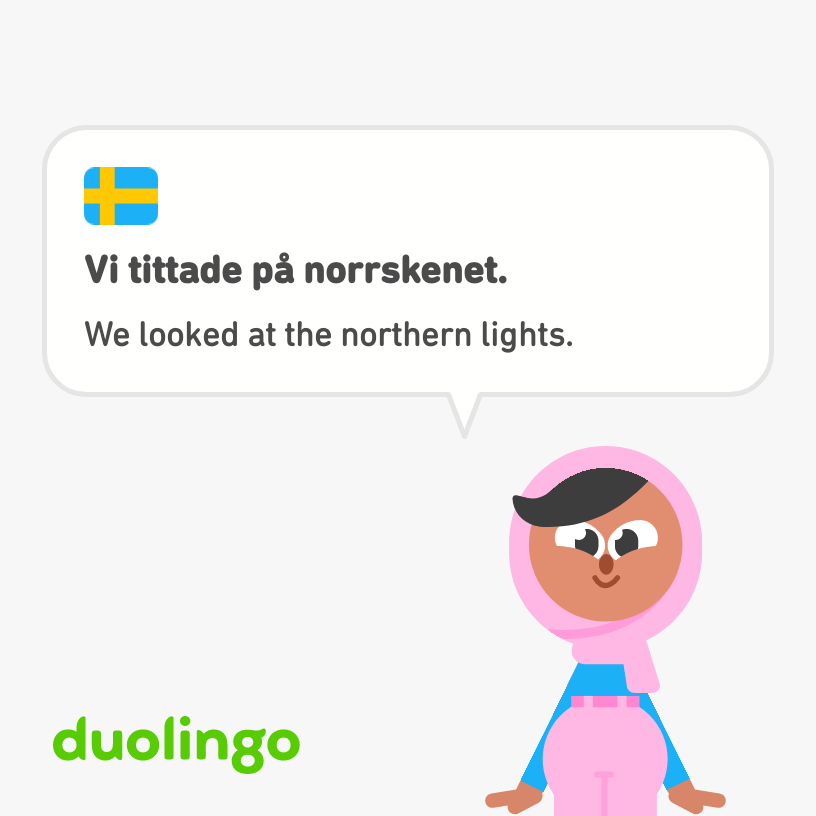 Vi tittade på norrskenet.
We looked at the northern lights.
duolingo